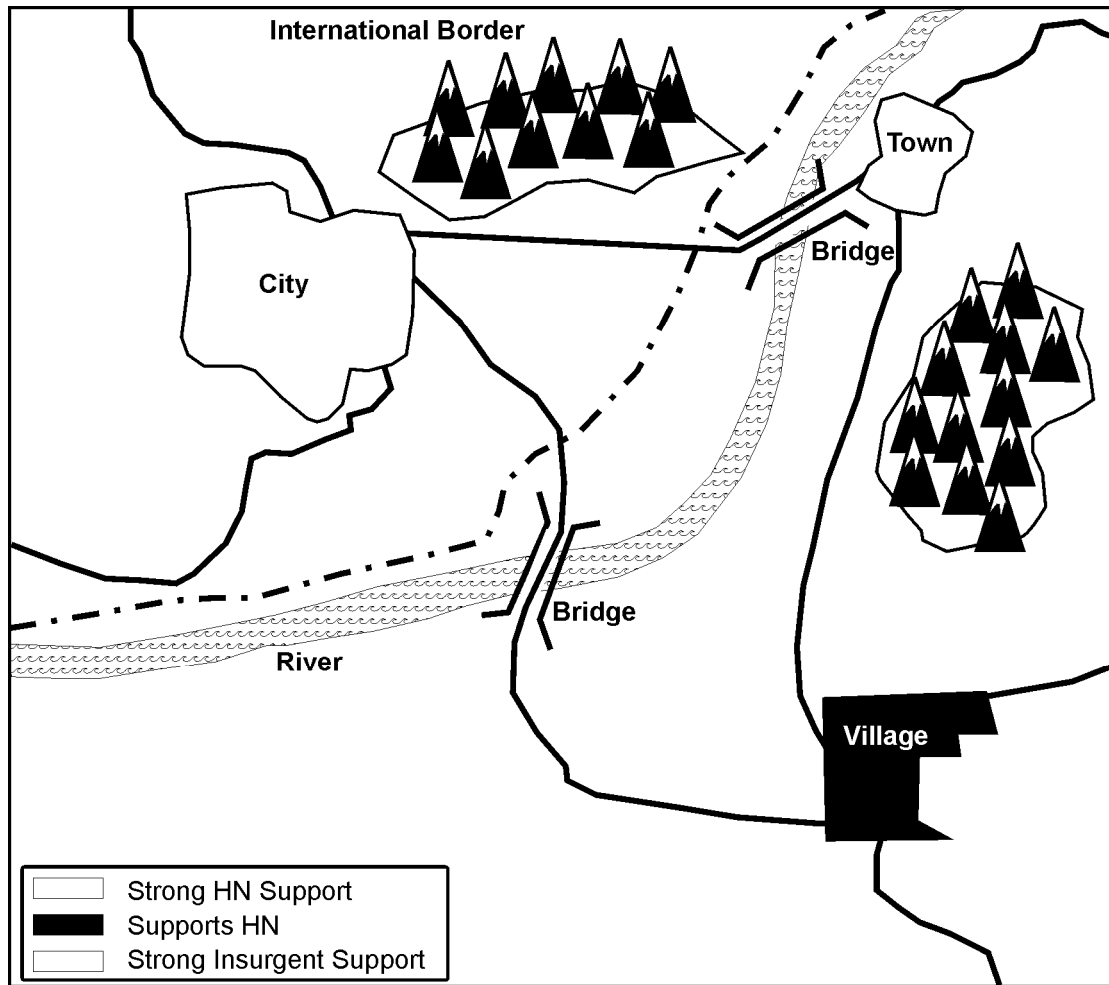 International Border
Town
Bridge
City
Bridge
River
Village
Strong HN Support
Supports HN
Strong Insurgent Support